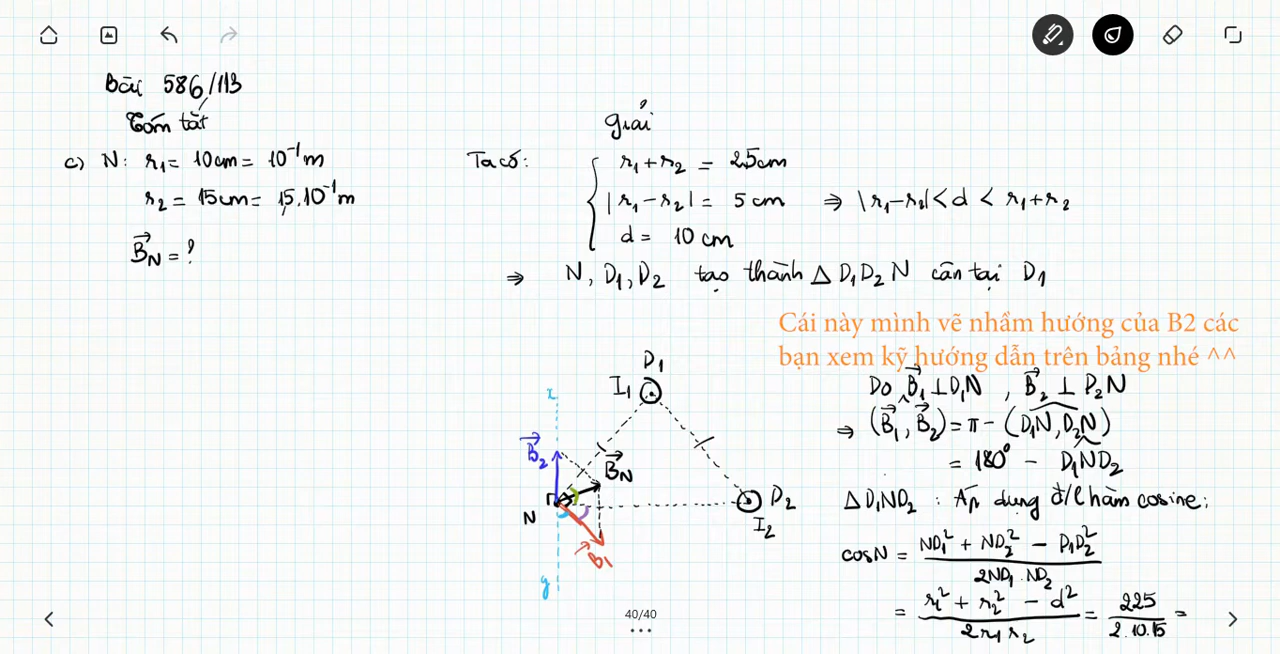 Bài 586/113
Tóm tắt
c) N: r₁ = 10cm = 10⁻¹m
r₂ = 15cm = 1,5.10⁻¹m
B⃗N = ?
Giải
Ta có:
r₁ + r₂ = 25cm
|r₁ - r₂| = 5 cm ⇒ |r₁ - r₂| < d < r₁ + r₂
d = 10 cm
⇒ N, D₁, D₂ tạo thành Δ D₁D₂N cân tại D₁
Cái này mình vẽ nhầm hướng của B2 các
bạn xem kỹ hướng dẫn trên bảng nhé ^^
D₁
I₁
x
B⃗₂
B⃗N
N
D₂
I₂
B⃗₁
y
Do B⃗₁ ⊥ D₁N , B⃗₂ ⊥ D₂N
⇒ (B⃗₁, B⃗₂) = π - (D₁N, D₂N)
= 180° - D₁ND₂
Δ D₁ND₂ : Áp dụng đ/l hàm cosine:
cosN = (ND₁² + ND₂² - D₁D₂²) / (2ND₁.ND₂)
= (r₁² + r₂² - d²) / (2r₁r₂) = 225 / (2.10.15) =
40/40